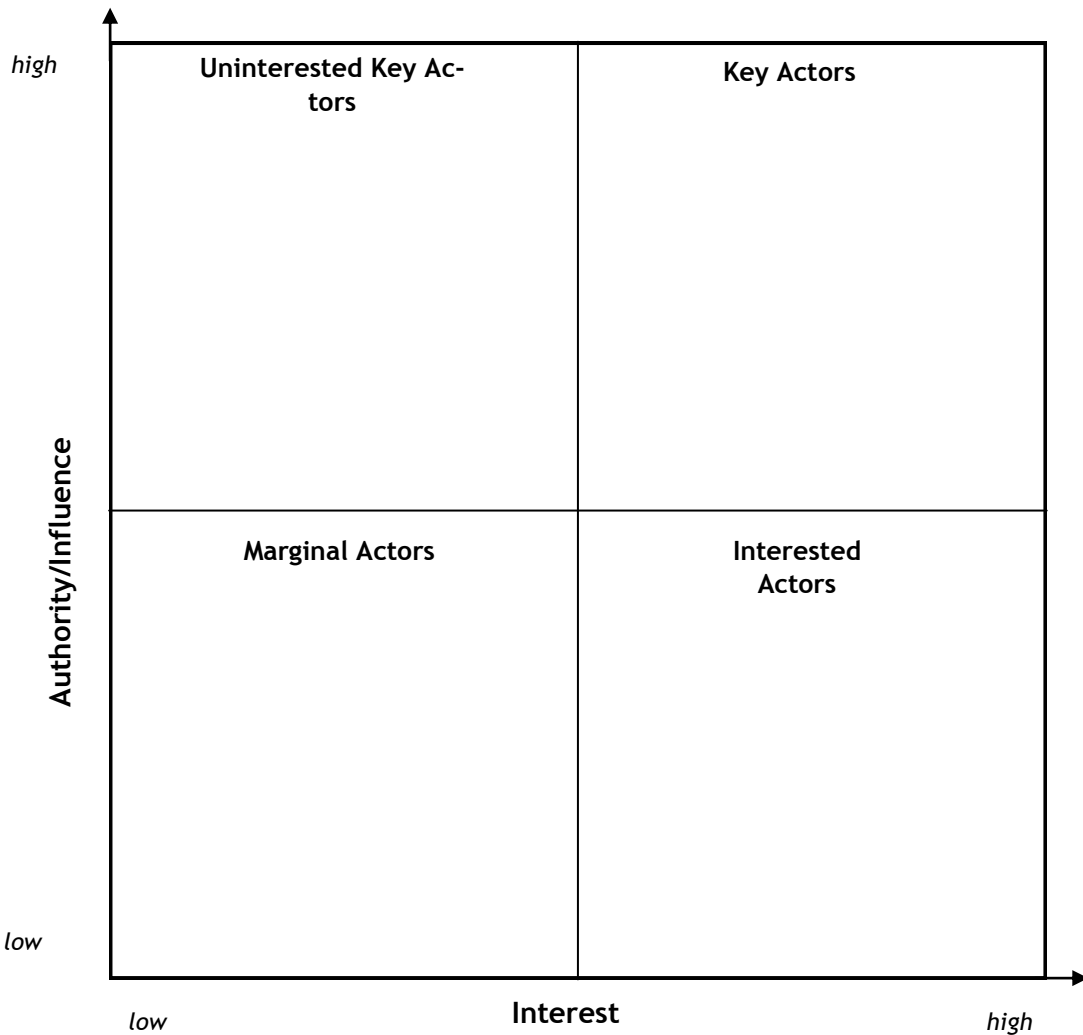 high
Uninterested Key Ac-
tors
Key Actors
Authority/Influence
Marginal Actors
Interested
Actors
low
low
Interest
high